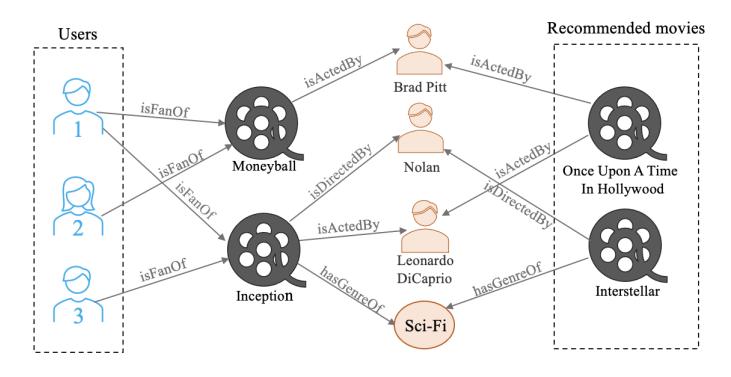 Users
Recommended movies
isActedBy
Brad Pitt
isActedBy
1
isFanOf
Moneyball
isFanOf
isFanOf
isDirectedBy
Nolan
isActedBy
isDirectedBy
Once Upon A Time
In Hollywood
2
isActedBy
Leonardo
DiCaprio
3
isFanOf
Inception
hasGenreOf
Sci-Fi
hasGenreOf
Interstellar